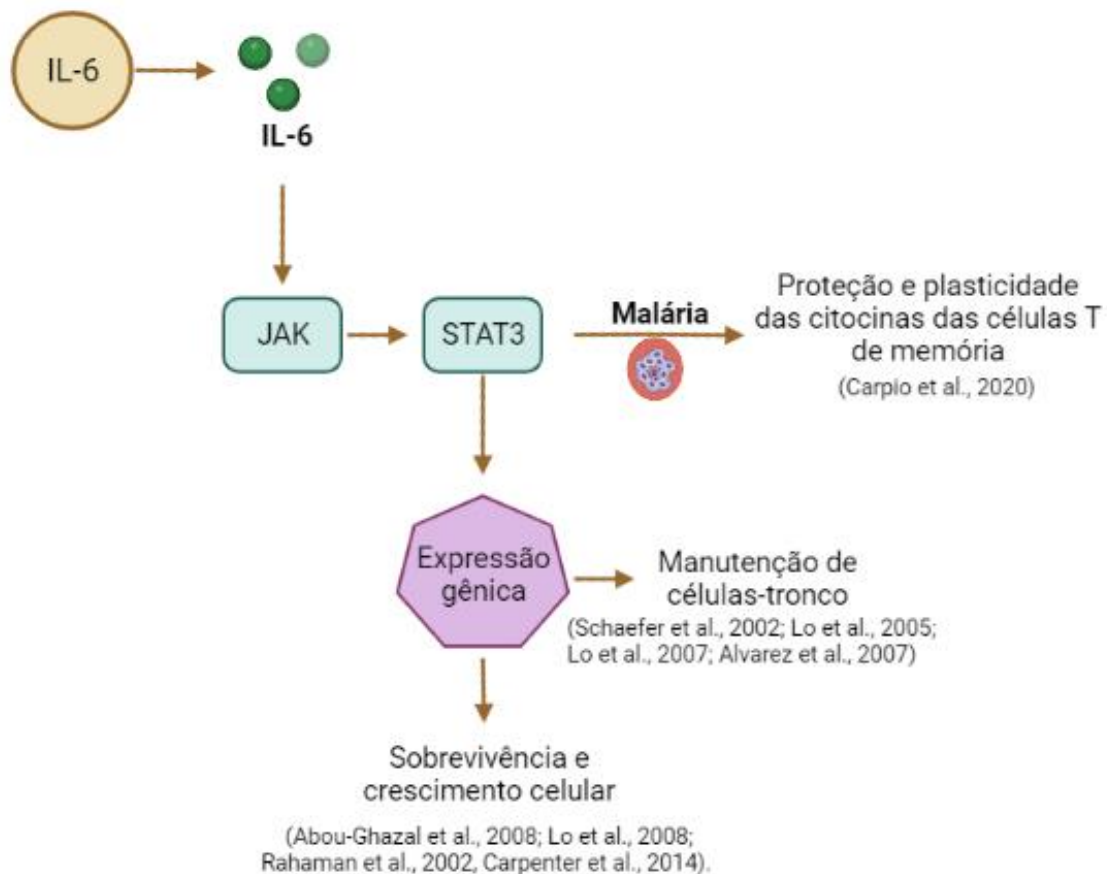 IL-6
IL-6
JAK
STAT3
Malária
Proteção e plasticidade
das citocinas das células T
de memória
(Carpio et al., 2020)
Expressão
gênica
Manutenção de
células-tronco
(Schaefer et al., 2002; Lo et al., 2005;
Lo et al., 2007; Alvarez et al., 2007)
Sobrevivência e
crescimento celular
(Abou-Ghazal et al., 2008; Lo et al., 2008;
Rahaman et al., 2002, Carpenter et al., 2014).